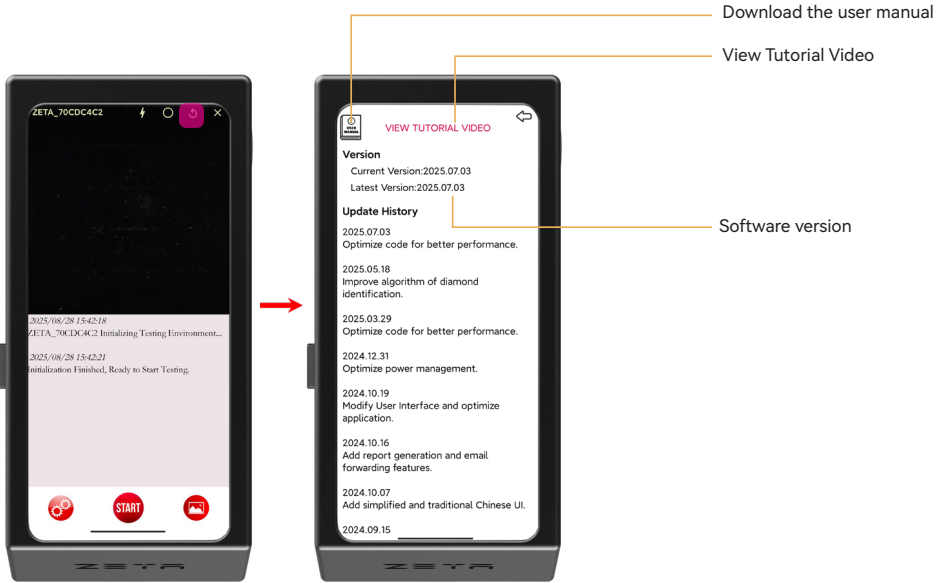 Download the user manual
View Tutorial Video
ZETA_70CDC4C2
2025/08/28 15:42:18
ZETA_70CDC4C2 Initializing Testing Environment...
2025/08/28 15:42:21
Initialization Finished, Ready to Start Testing.
START
ZETA
USER
MANUAL
VIEW TUTORIAL VIDEO
Version
Current Version:2025.07.03
Latest Version:2025.07.03
Software version
Update History
2025.07.03
Optimize code for better performance.
2025.05.18
Improve algorithm of diamond
identification.
2025.03.29
Optimize code for better performance.
2024.12.31
Optimize power management.
2024.10.19
Modify User Interface and optimize
application.
2024.10.16
Add report generation and email
forwarding features.
2024.10.07
Add simplified and traditional Chinese UI.
2024.09.15
ZETA